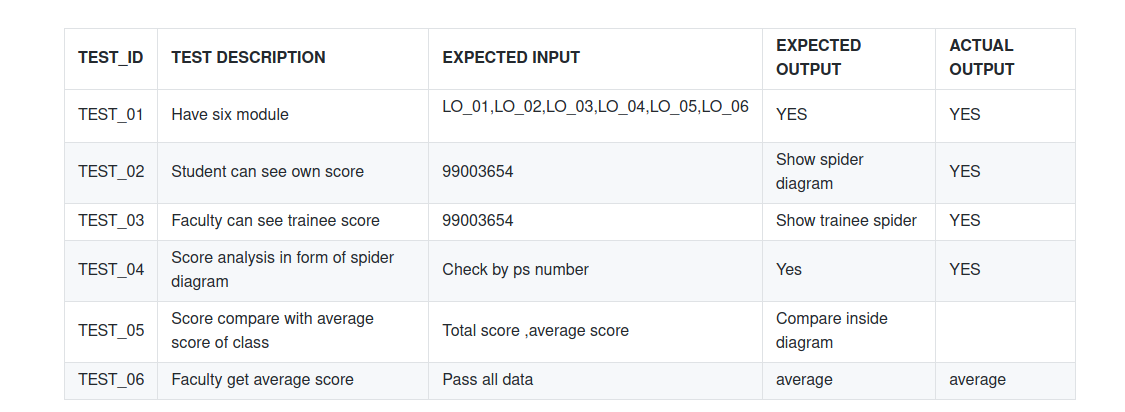 TEST_ID TEST DESCRIPTION EXPECTED INPUT EXPECTED OUTPUT ACTUAL OUTPUT
TEST_01 Have six module LO_01,LO_02,LO_03,LO_04,LO_05,LO_06 YES YES
TEST_02 Student can see own score 99003654 Show spider diagram YES
TEST_03 Faculty can see trainee score 99003654 Show trainee spider YES
TEST_04 Score analysis in form of spider diagram Check by ps number Yes YES
TEST_05 Score compare with average score of class Total score ,average score Compare inside diagram
TEST_06 Faculty get average score Pass all data average average